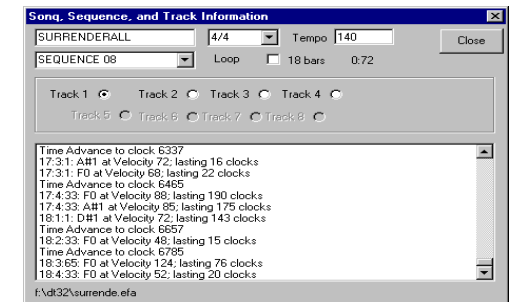 Song, Sequence, and Track Information
SURRENDERALL 4/4 Tempo 140 Close
SEQUENCE 08 Loop 18 bars 0:72
Track 1 Track 2 Track 3 Track 4
Track 5 Track 6 Track 7 Track 8
Time Advance to clock 6337
17:3:1: A#1 at Velocity 72; lasting 16 clocks
17:3:1: F0 at Velocity 68; lasting 22 clocks
Time Advance to clock 6465
17:4:33: F0 at Velocity 88; lasting 190 clocks
17:4:33: A#1 at Velocity 85; lasting 175 clocks
18:1:1: D#1 at Velocity 72; lasting 143 clocks
Time Advance to clock 6657
18:2:33: F0 at Velocity 48; lasting 15 clocks
Time Advance to clock 6785
18:3:65: F0 at Velocity 124; lasting 76 clocks
18:4:33: F0 at Velocity 52; lasting 20 clocks
f:\dt32\surrende.efa